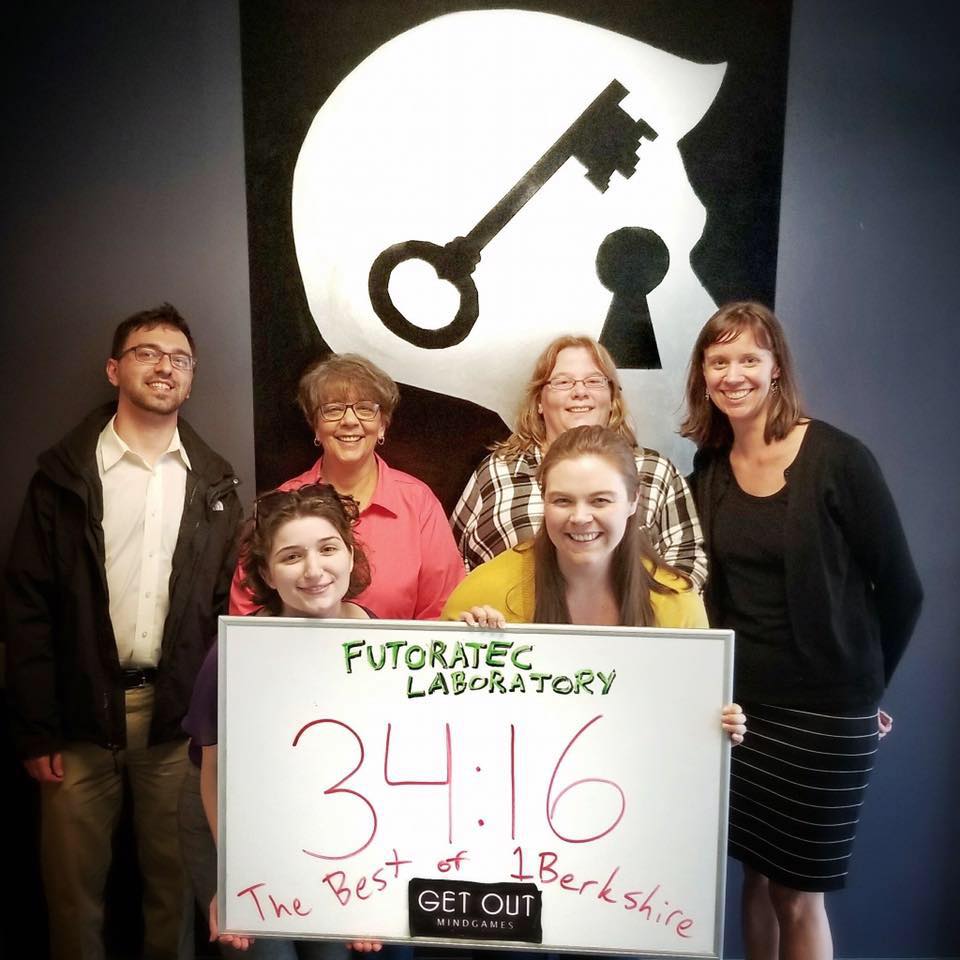 FUTORATEC
LABORATORY
34:16
The Best of 1Berkshire
GET OUT
MINDGAMES